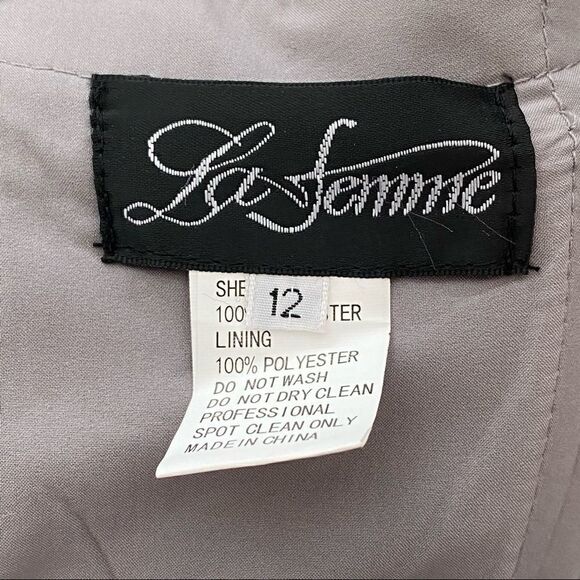 La Femme
12
SHE
100 TER
LINING
100% POLYESTER
DO NOT WASH
DO NOT DRY CLEAN
PROFESSIONAL
SPOT CLEAN ONLY
MADE IN CHINA